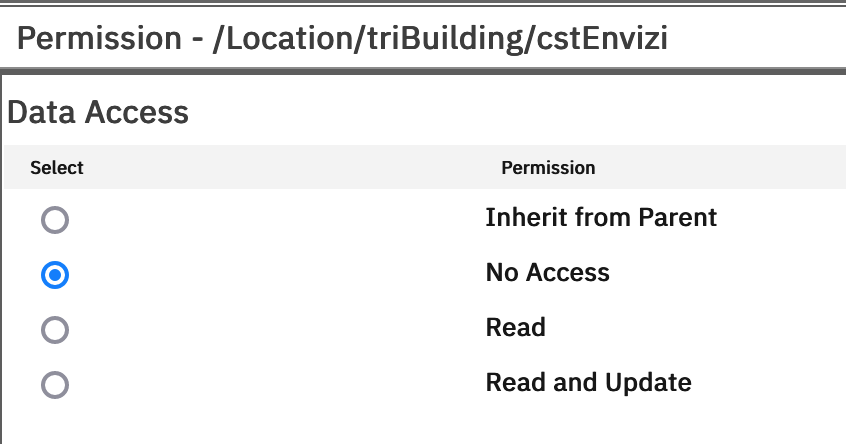 Permission - /Location/triBuilding/cstEnvizi
Data Access
Select Permission
Inherit from Parent
No Access
Read
Read and Update